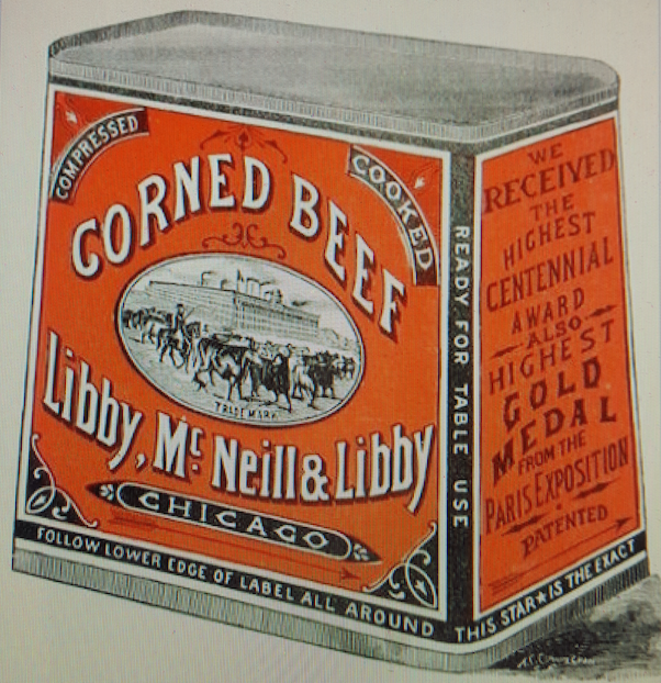 COMPRESSED
COOKED
CORNED BEEF
TRADE MARK
Libby, Mc Neill & Libby
CHICAGO
FOLLOW LOWER EDGE OF LABEL ALL AROUND THIS STAR ★ IS THE EXACT
READY FOR TABLE USE
WE
RECEIVED
THE
HIGHEST
CENTENNIAL
AWARD
ALSO
HIGHEST
GOLD
MEDAL
FROM THE
PARIS EXPOSITION
PATENTED